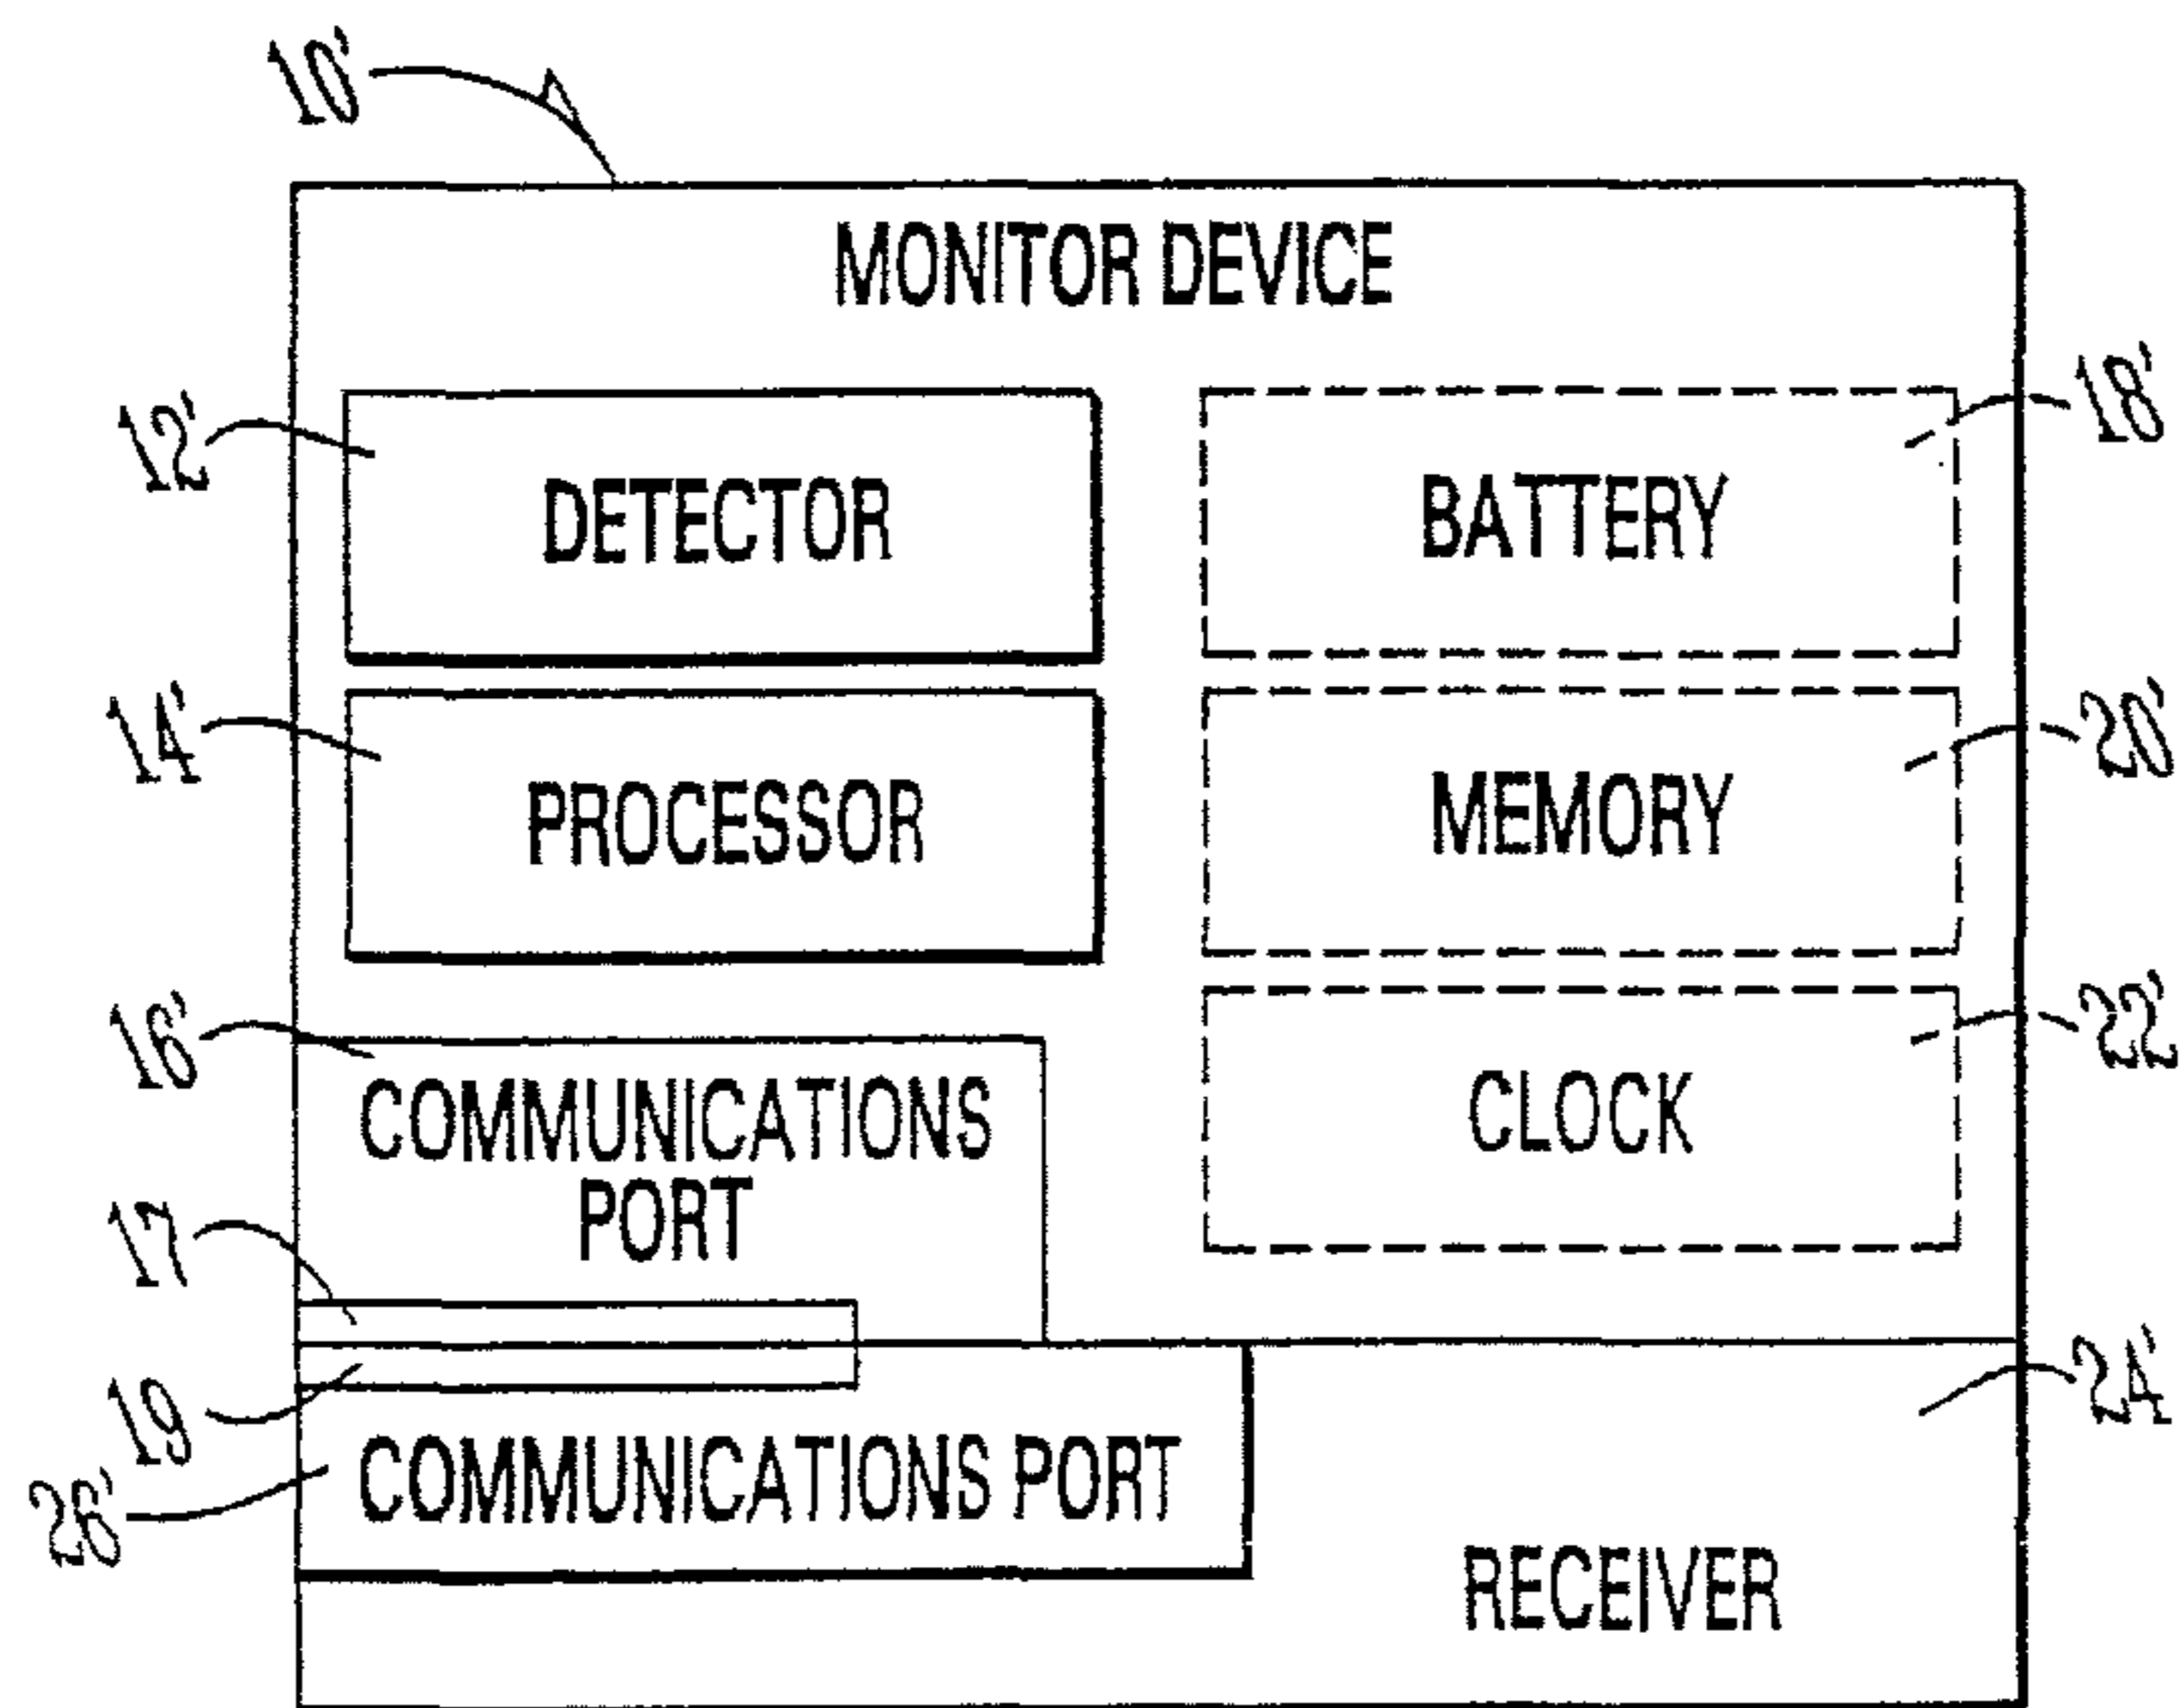 10'
MONITOR DEVICE
12'
DETECTOR
BATTERY
18'
14'
PROCESSOR
MEMORY
20'
16'
COMMUNICATIONS
PORT
CLOCK
22'
17
19
24'
28'
COMMUNICATIONS PORT
RECEIVER